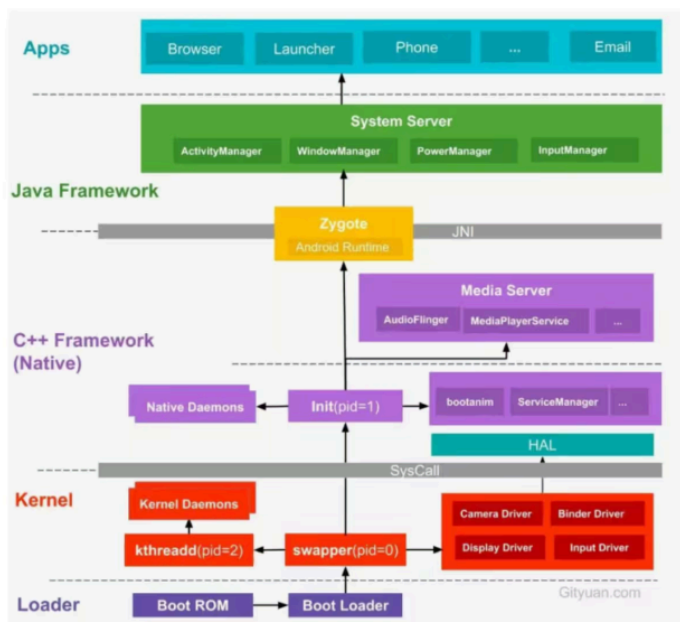 Apps
Browser
Launcher
Phone
...
Email
System Server
ActivityManager
WindowManager
PowerManager
InputManager
Java Framework
Zygote
Android Runtime
JNI
Media Server
AudioFlinger
MediaPlayerService
...
C++ Framework
(Native)
Native Daemons
Init(pid=1)
bootanim
ServiceManager
...
HAL
SysCall
Kernel
Kernel Daemons
Camera Driver
Binder Driver
kthreadd(pid=2)
swapper(pid=0)
Display Driver
Input Driver
Gityuan.com
Loader
Boot ROM
Boot Loader